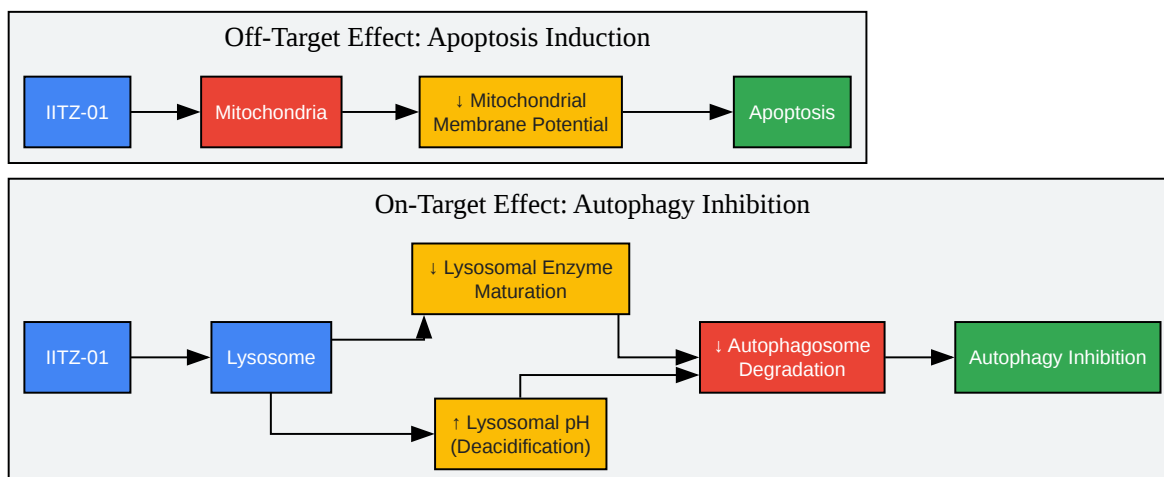 Off-Target Effect: Apoptosis Induction
IITZ-01
Mitochondria
↓ Mitochondrial
Membrane Potential
Apoptosis
On-Target Effect: Autophagy Inhibition
↓ Lysosomal Enzyme
Maturation
IITZ-01
Lysosome
↓ Autophagosome
Degradation
Autophagy Inhibition
↑ Lysosomal pH
(Deacidification)